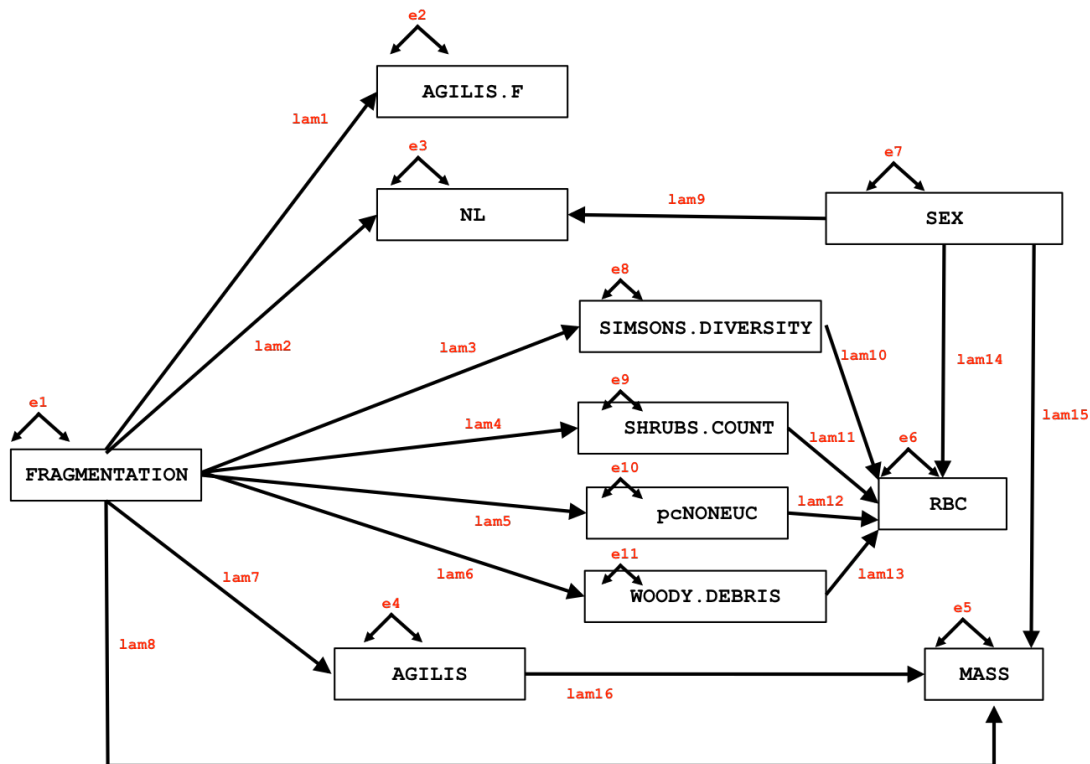 e2
AGILIS.F
lam1
e3
NL
e7
SEX
lam9
lam2
e8
SIMSONS.DIVERSITY
lam3
lam10
lam14
e9
SHRUBS.COUNT
lam4
lam11
lam15
e1
FRAGMENTATION
e6
RBC
e10
pcNONEUC
lam5
lam12
e11
WOODY.DEBRIS
lam6
lam13
lam7
e4
AGILIS
e5
MASS
lam8
lam16